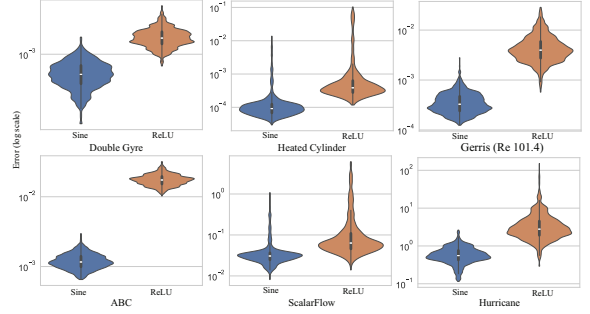 Error (log scale)
10⁻³
Sine ReLU
Double Gyre
10⁻¹
10⁻²
10⁻³
10⁻⁴
Sine ReLU
Heated Cylinder
10⁻²
10⁻³
10⁻⁴
Sine ReLU
Gerris (Re 101.4)
10⁻²
10⁻³
Sine ReLU
ABC
10⁰
10⁻¹
10⁻²
Sine ReLU
ScalarFlow
10²
10¹
10⁰
10⁻¹
Sine ReLU
Hurricane